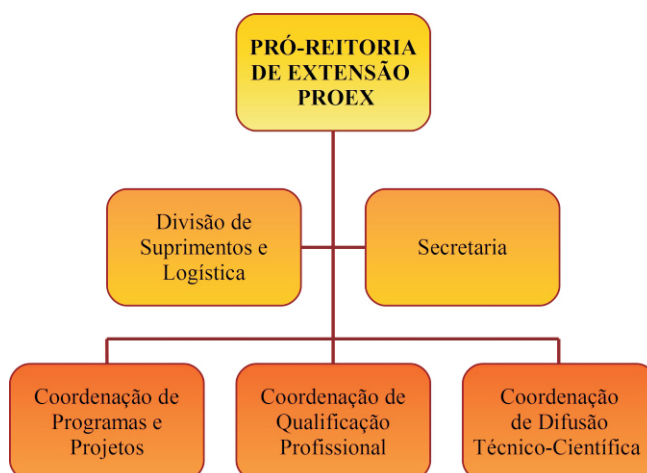 PRÓ-REITORIA
DE EXTENSÃO
PROEX
Divisão de
Suprimentos e
Logística
Secretaria
Coordenação de
Programas e
Projetos
Coordenação de
Qualificação
Profissional
Coordenação
de Difusão
Técnico-Científica